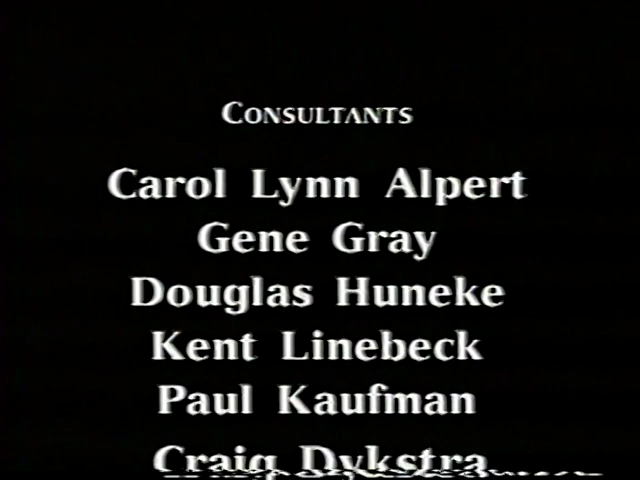 CONSULTANTS
Carol Lynn Alpert
Gene Gray
Douglas Huneke
Kent Linebeck
Paul Kaufman
Craig Dykstra